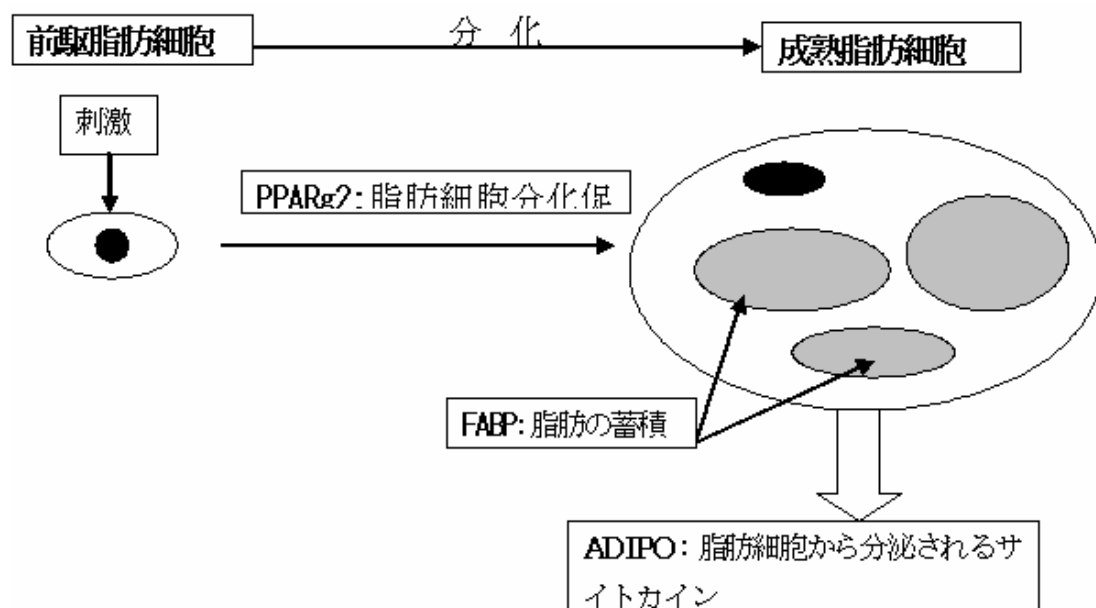 前駆脂肪細胞
分 化
成熟脂肪細胞
刺激
PPARg2:脂肪細胞分化促
FABP:脂肪の蓄積
ADIPO:脂肪細胞から分泌されるサ
イトカイン